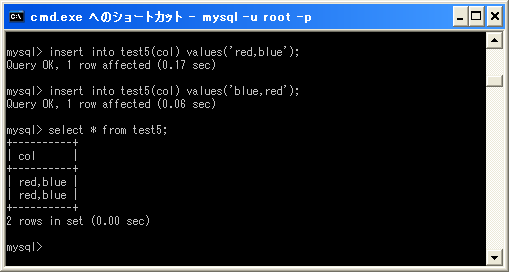 cmd.exe へのショートカット - mysql -u root -p
mysql> insert into test5(col) values('red,blue');
Query OK, 1 row affected (0.17 sec)
mysql> insert into test5(col) values('blue,red');
Query OK, 1 row affected (0.06 sec)
mysql> select * from test5;
+----------+
| col      |
+----------+
| red,blue |
| red,blue |
+----------+
2 rows in set (0.00 sec)
mysql>